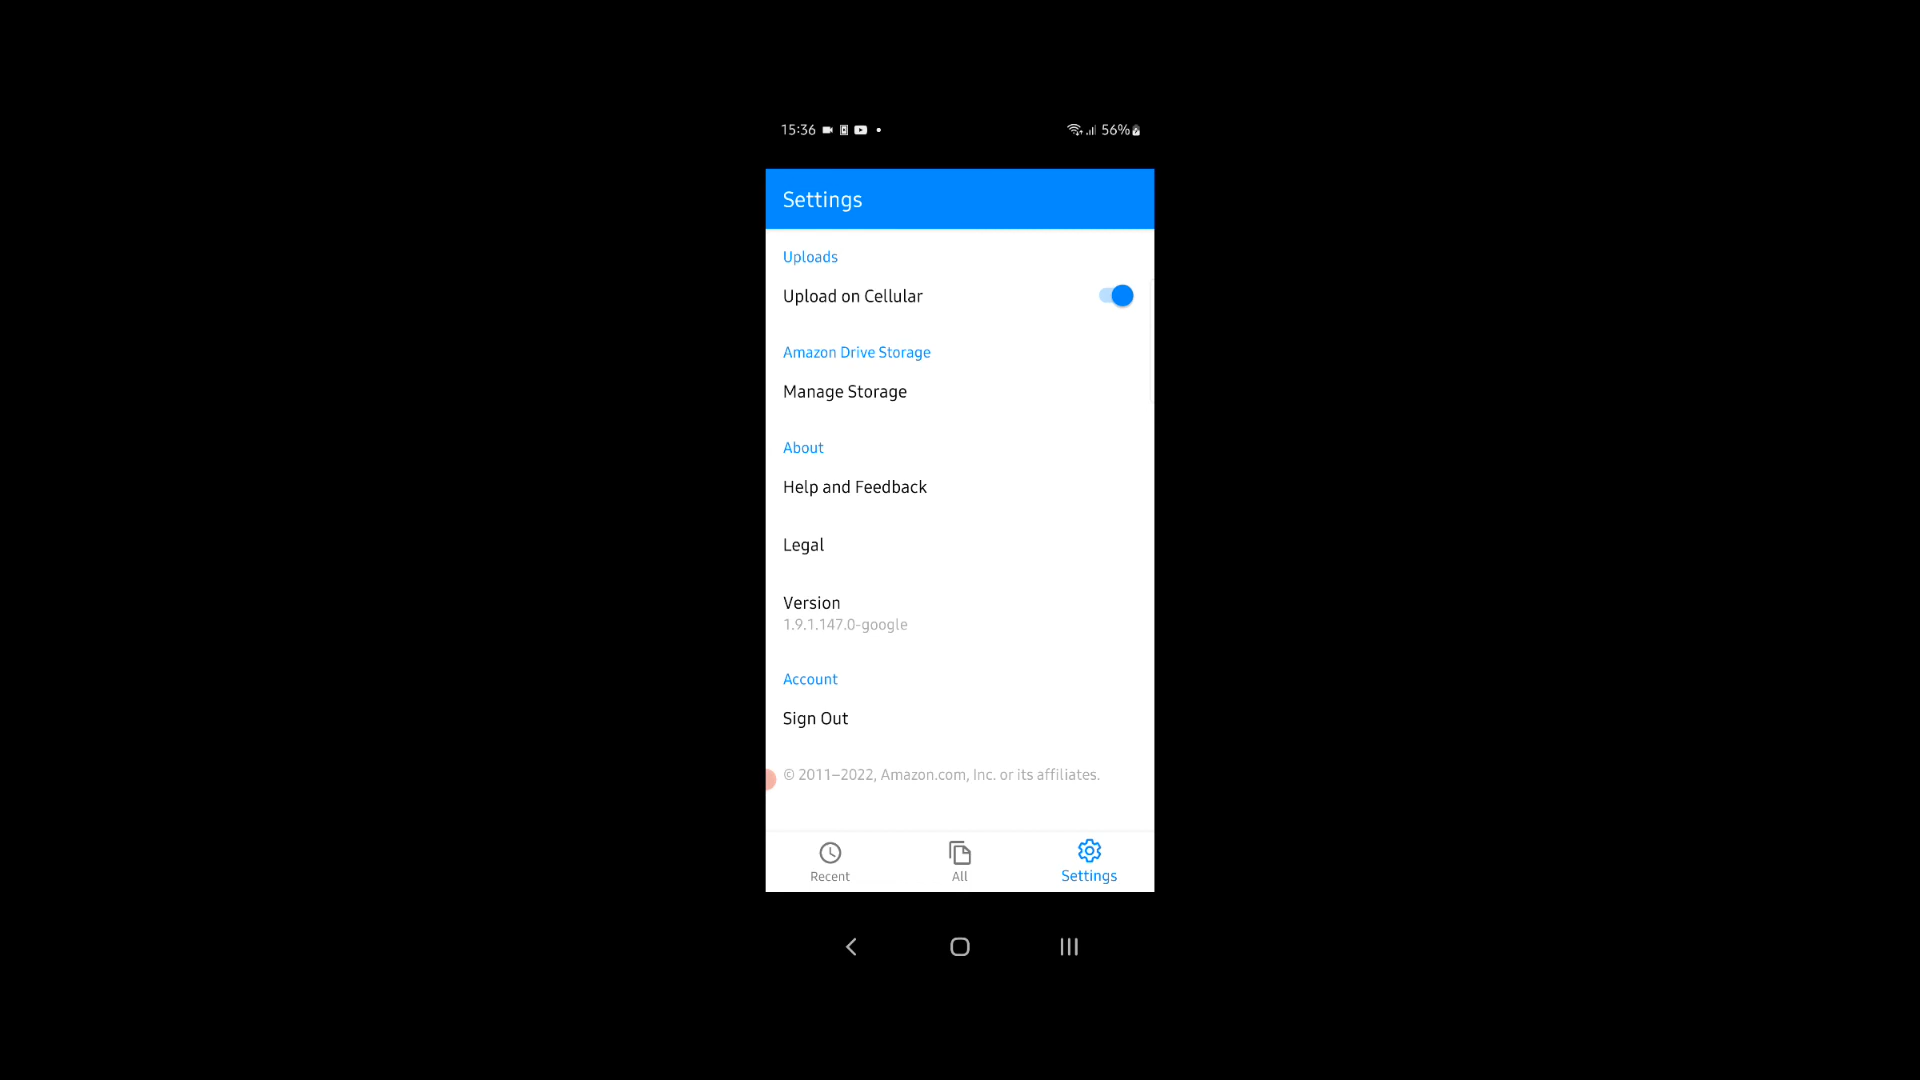 15:36
56%
Settings
Uploads
Upload on Cellular
Amazon Drive Storage
Manage Storage
About
Help and Feedback
Legal
Version
1.9.1.147.0-google
Account
Sign Out
© 2011–2022, Amazon.com, Inc. or its affiliates.
Recent
All
Settings